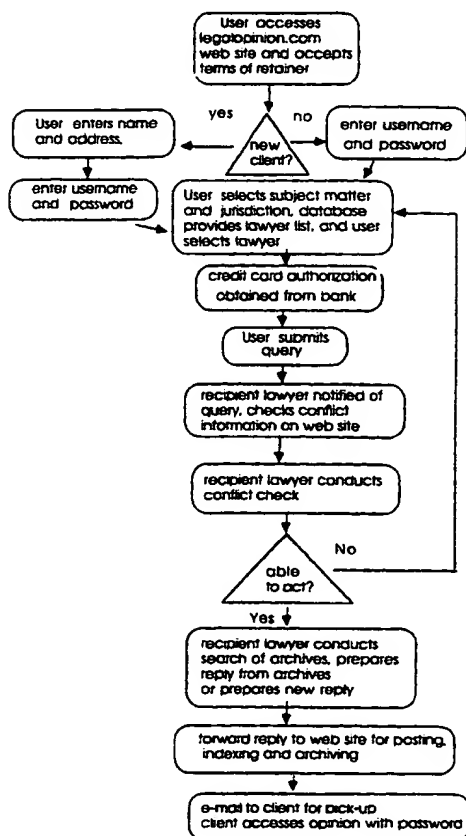 User accesses
legalopinion.com
web site and accepts
terms of retainer
yes
no
User enters name
and address.
new
client?
enter username
and password
enter username
and password
User selects subject matter
and jurisdiction, database
provides lawyer list, and user
selects lawyer
credit card authorization
obtained from bank
User submits
query
recipient lawyer notified of
query, checks conflict
information on web site
recipient lawyer conducts
conflict check
No
able
to act?
Yes
recipient lawyer conducts
search of archives, prepares
reply from archives
or prepares new reply
forward reply to web site for posting,
indexing and archiving
e-mail to client for pick-up
client accesses opinion with password